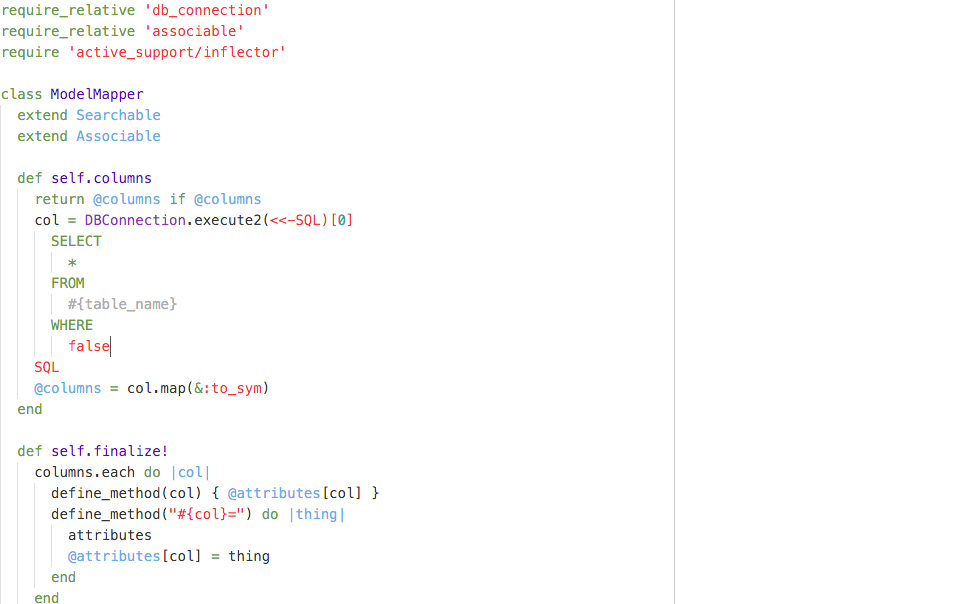 require_relative 'db_connection'
require_relative 'associable'
require 'active_support/inflector'

class ModelMapper
  extend Searchable
  extend Associable

  def self.columns
    return @columns if @columns
    col = DBConnection.execute2(<<-SQL)[0]
      SELECT
        *
      FROM
        #{table_name}
      WHERE
        false
    SQL
    @columns = col.map(&:to_sym)
  end

  def self.finalize!
    columns.each do |col|
      define_method(col) { @attributes[col] }
      define_method("#{col}=") do |thing|
        attributes
        @attributes[col] = thing
      end
    end